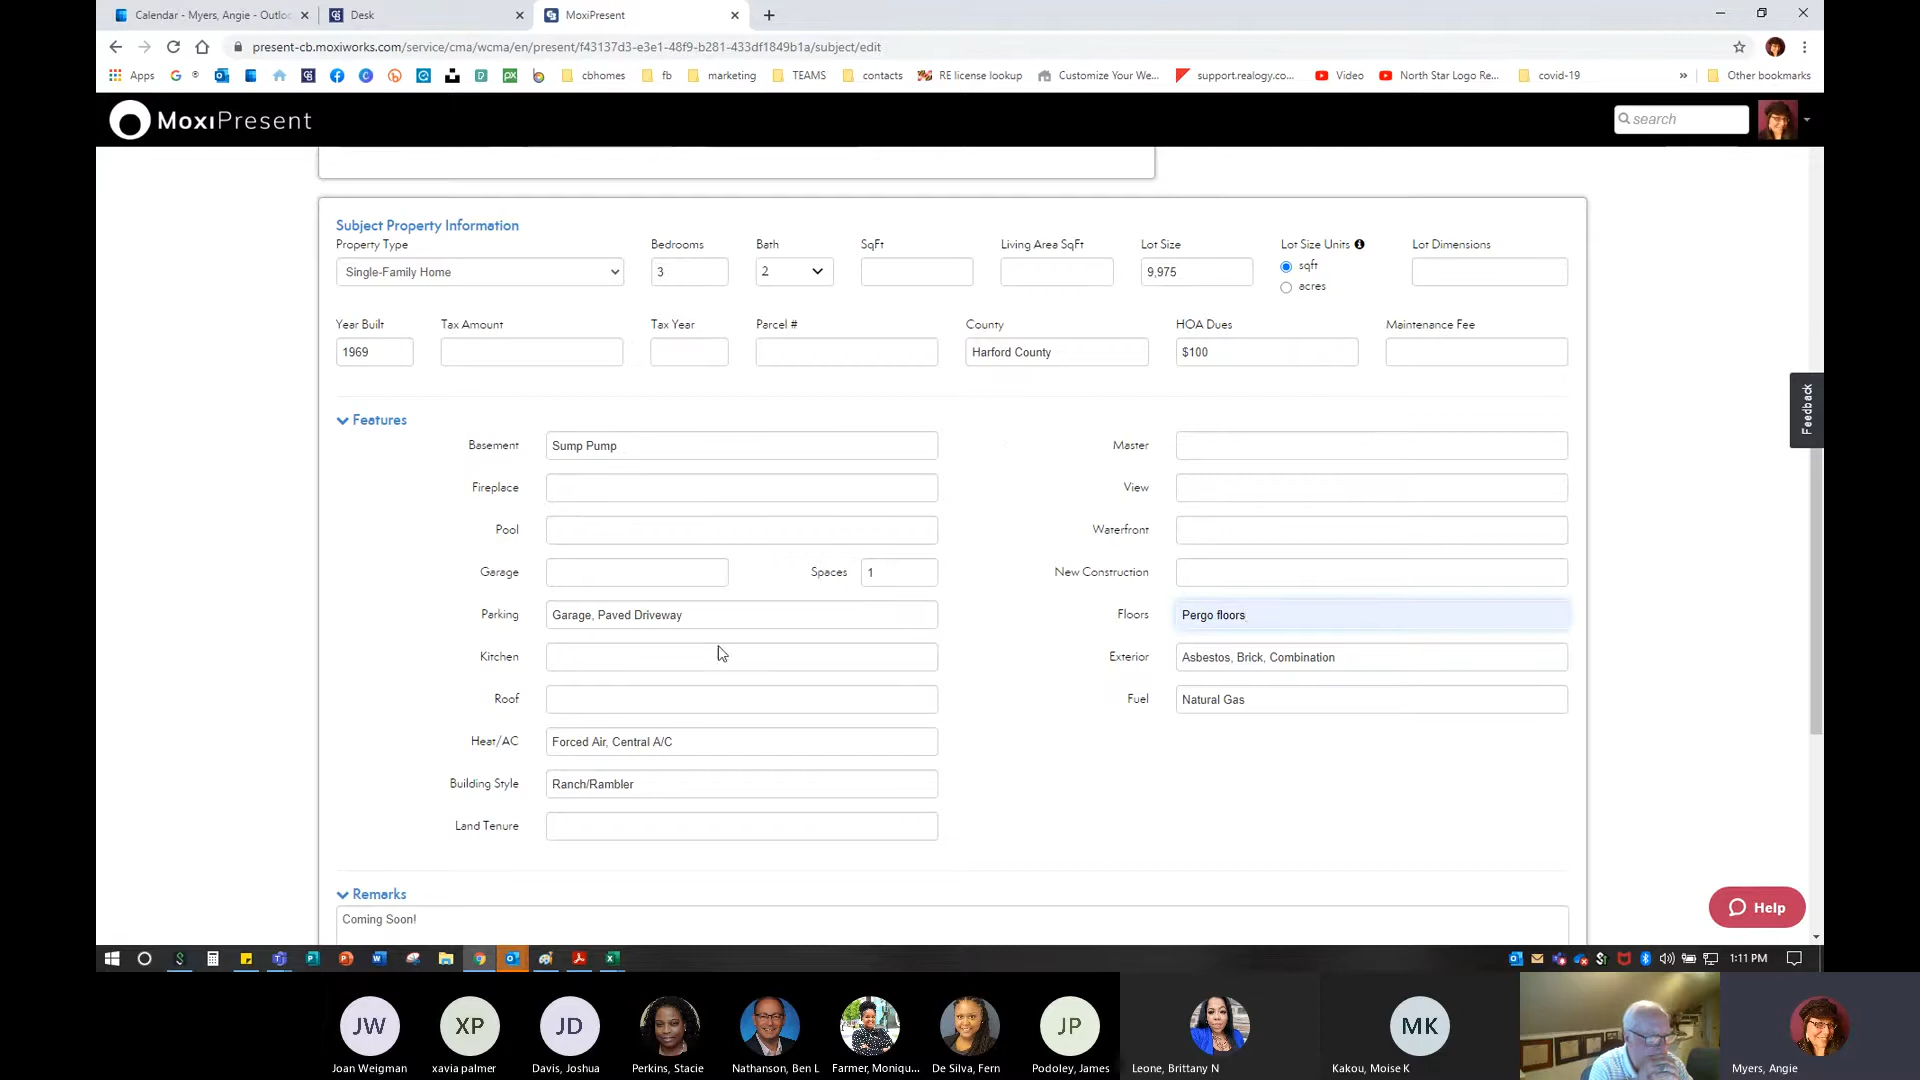 Calendar - Myers, Angie - Outlo
Desk
MoxiPresent
present-cb.moxiworks.com/service/cma/wcma/en/present/f43137d3-e3e1-48f9-b281-433df1849b1a/subject/edit
Apps cbhomes fb marketing TEAMS contacts RE license lookup Customize Your We... support.realogy.co... Video North Star Logo Re... covid-19 » Other bookmarks
MoxiPresent
search
Subject Property Information
Property Type Bedrooms Bath SqFt Living Area SqFt Lot Size Lot Size Units Lot Dimensions
Single-Family Home 3 2 9,975 sqft
acres
Year Built Tax Amount Tax Year Parcel # County HOA Dues Maintenance Fee
1969 Harford County $100
Feedback
Features
Basement Sump Pump Master
Fireplace View
Pool Waterfront
Garage Spaces 1 New Construction
Parking Garage, Paved Driveway Floors Pergo floors
Kitchen Exterior Asbestos, Brick, Combination
Roof Fuel Natural Gas
Heat/AC Forced Air, Central A/C
Building Style Ranch/Rambler
Land Tenure
Remarks
Coming Soon!
Help
1:11 PM
JW XP JD JP MK
Joan Weigman xavia palmer Davis, Joshua Perkins, Stacie Nathanson, Ben L Farmer, Moniqu... De Silva, Fern Podoley, James Leone, Brittany N Kakou, Moise K Myers, Angie